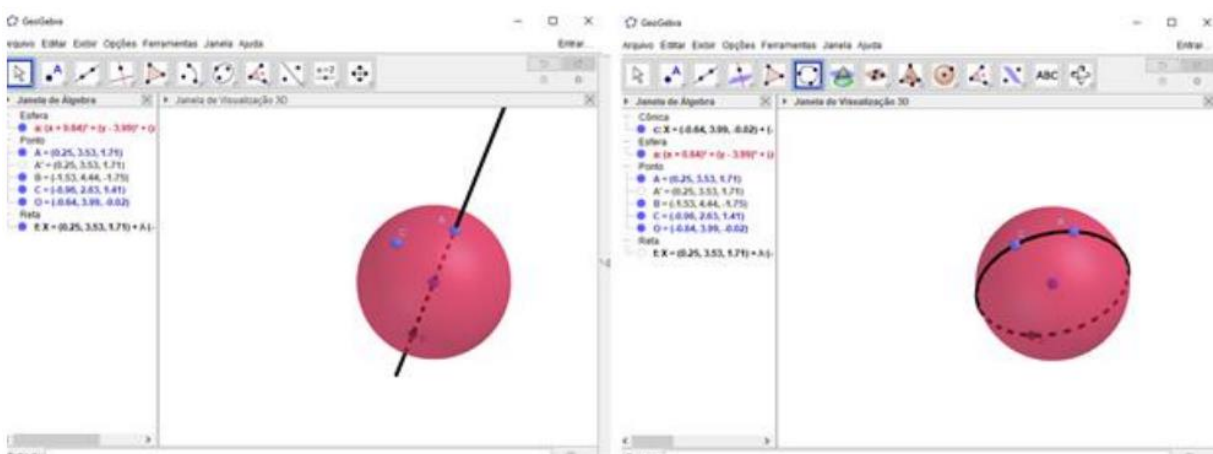 GeoGebra
Arquivo Editar Exibir Opções Ferramentas Janela Ajuda
Entrar...
Janela de Álgebra
Janela de Visualização 3D
Esfera
a: (x + 0.64)² + (y - 3.99)² + (z
Ponto
A = (0.25, 3.53, 1.71)
A' = (0.25, 3.53, 1.71)
B = (-1.53, 4.44, -1.75)
C = (-0.96, 2.63, 1.41)
O = (-0.64, 3.99, -0.02)
Reta
f: X = (0.25, 3.53, 1.71) + λ (-
C
A
GeoGebra
Arquivo Editar Exibir Opções Ferramentas Janela Ajuda
Entrar...
ABC
Janela de Álgebra
Janela de Visualização 3D
Cônica
c: X = (-0.64, 3.99, -0.02) + (-
Esfera
a: (x + 0.64)² + (y - 3.99)² + (z
Ponto
A = (0.25, 3.53, 1.71)
A' = (0.25, 3.53, 1.71)
B = (-1.53, 4.44, -1.75)
C = (-0.96, 2.63, 1.41)
O = (-0.64, 3.99, -0.02)
Reta
f: X = (0.25, 3.53, 1.71) + λ (-
A